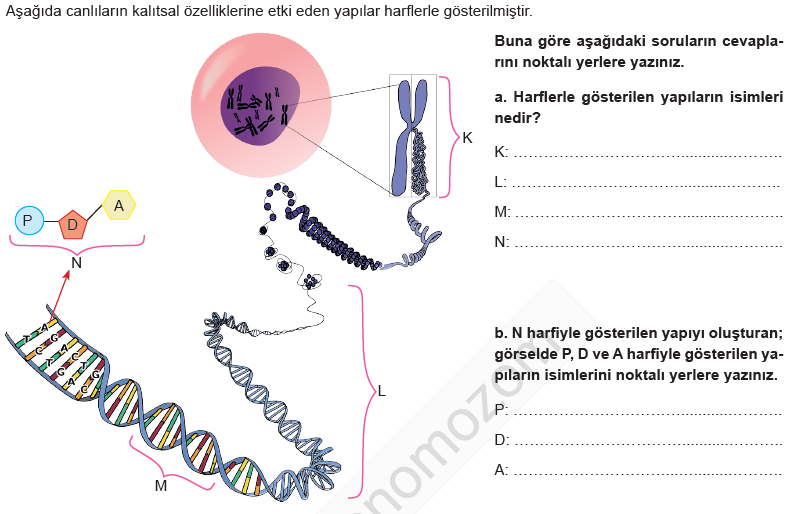 Aşağıda canlıların kalıtsal özelliklerine etki eden yapılar harflerle gösterilmiştir.
Buna göre aşağıdaki soruların cevapla-
rını noktalı yerlere yazınız.
a. Harflerle gösterilen yapıların isimleri
nedir?
K: ................................................
L: ................................................
M: ................................................
N: ................................................
b. N harfiyle gösterilen yapıyı oluşturan;
görselde P, D ve A harfiyle gösterilen ya-
pıların isimlerini noktalı yerlere yazınız.
P: ................................................
D: ................................................
A: ................................................
K
P D A
N
L
M
T A
C G
T A
G C
A T
C G